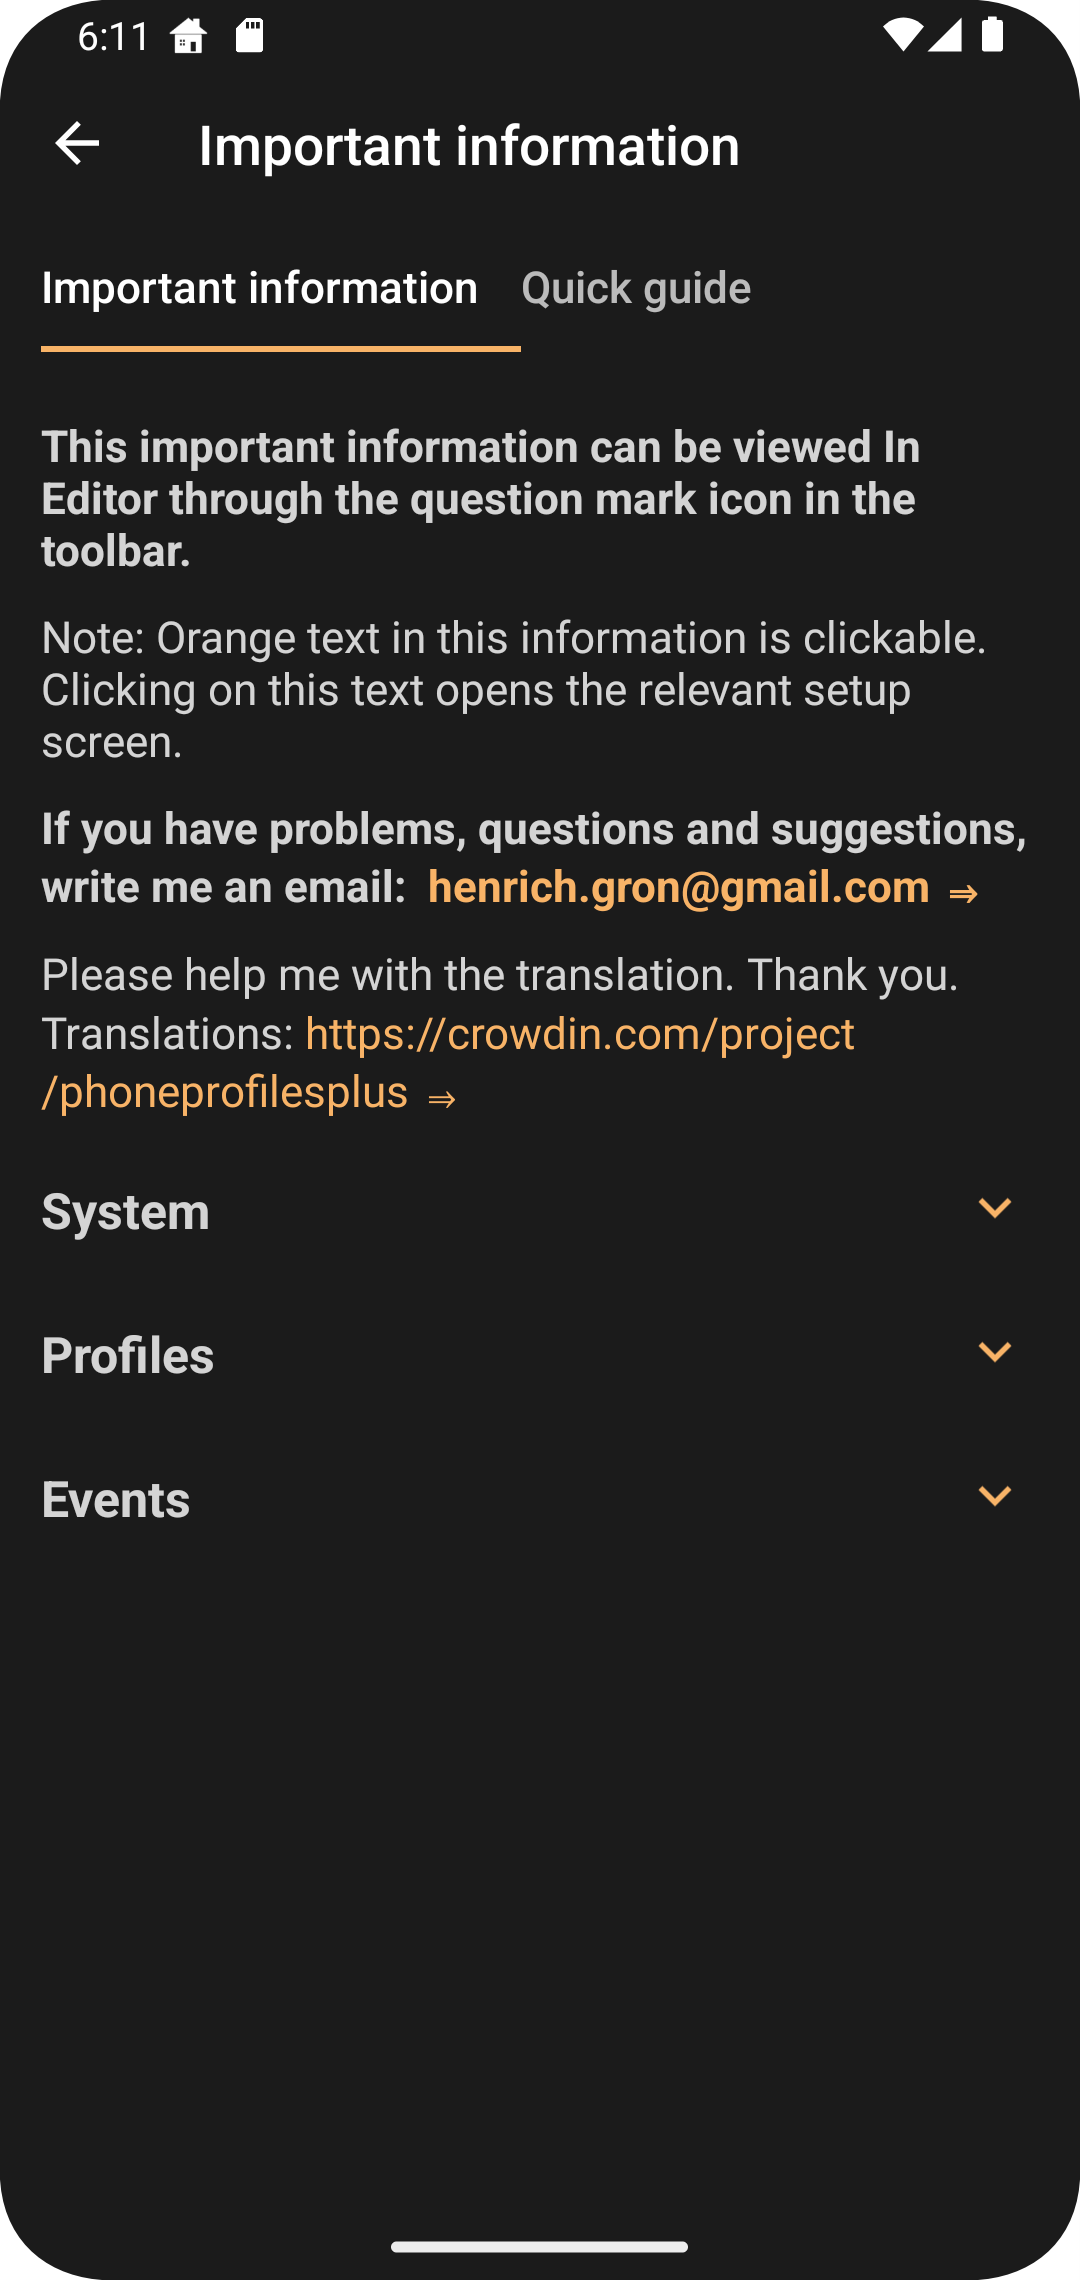 6:11
Important information
Important information
Quick guide
This important information can be viewed In
Editor through the question mark icon in the
toolbar.
Note: Orange text in this information is clickable.
Clicking on this text opens the relevant setup
screen.
If you have problems, questions and suggestions,
write me an email: henrich.gron@gmail.com ⇒
Please help me with the translation. Thank you.
Translations: https://crowdin.com/project
/phoneprofilesplus ⇒
System
Profiles
Events